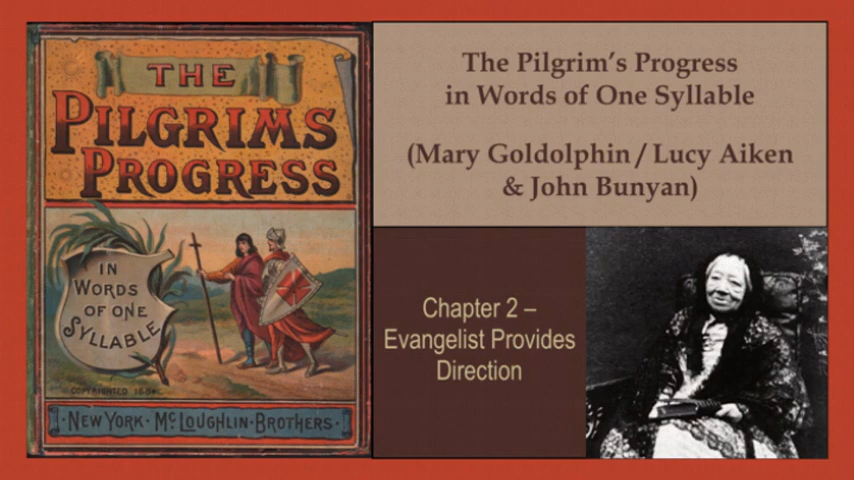 THE
PILGRIMS
PROGRESS
IN
WORDS
OF ONE
SYLLABLE
COPYRIGHTED
NEW YORK · MCLOUGHLIN · BROTHERS ·
The Pilgrim’s Progress
in Words of One Syllable
(Mary Goldolphin / Lucy Aiken
& John Bunyan)
Chapter 2 –
Evangelist Provides
Direction